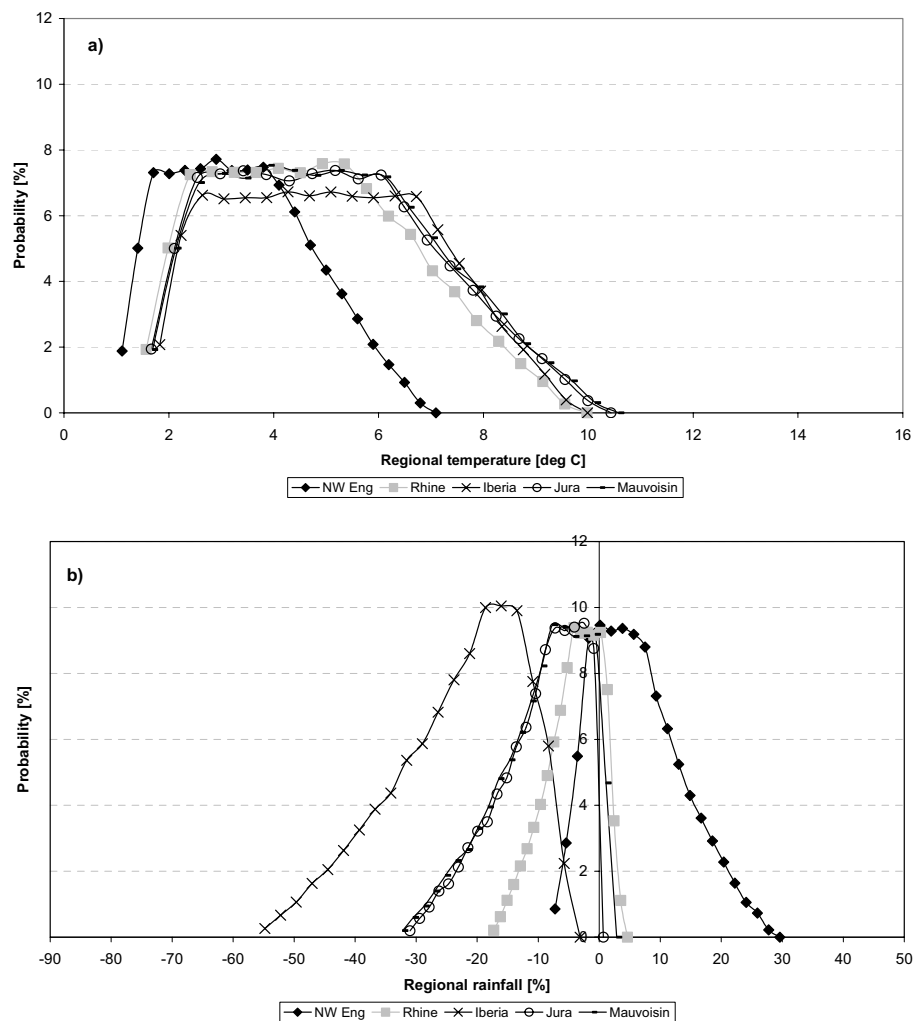 a)
12
10
8
6
4
2
0
Probability [%]
0 2 4 6 8 10 12 14 16
Regional temperature [deg C]
NW Eng Rhine Iberia Jura Mauvoisin
b)
12
10
8
6
4
2
0
Probability [%]
-90 -80 -70 -60 -50 -40 -30 -20 -10 0 10 20 30 40 50
Regional rainfall [%]
NW Eng Rhine Iberia Jura Mauvoisin